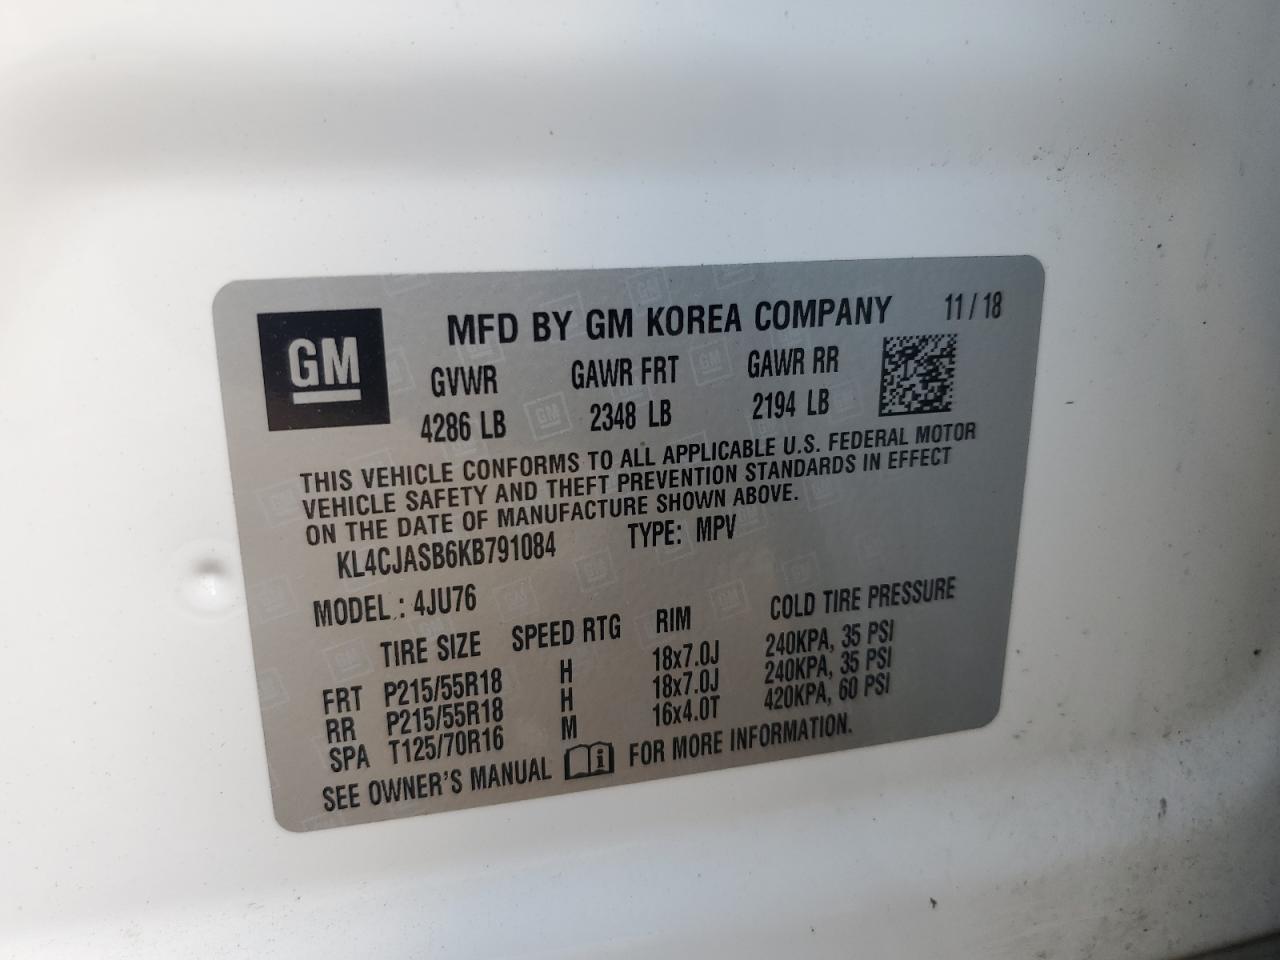 GM
MFD BY GM KOREA COMPANY 11 / 18
GVWR GAWR FRT GAWR RR
4286 LB 2348 LB 2194 LB
THIS VEHICLE CONFORMS TO ALL APPLICABLE U.S. FEDERAL MOTOR
VEHICLE SAFETY AND THEFT PREVENTION STANDARDS IN EFFECT
ON THE DATE OF MANUFACTURE SHOWN ABOVE.
KL4CJASB6KB791084 TYPE: MPV
MODEL : 4JU76
TIRE SIZE SPEED RTG RIM COLD TIRE PRESSURE
FRT P215/55R18 H 18x7.0J 240KPA, 35 PSI
RR P215/55R18 H 18x7.0J 240KPA, 35 PSI
SPA T125/70R16 M 16x4.0T 420KPA, 60 PSI
SEE OWNER'S MANUAL i FOR MORE INFORMATION.